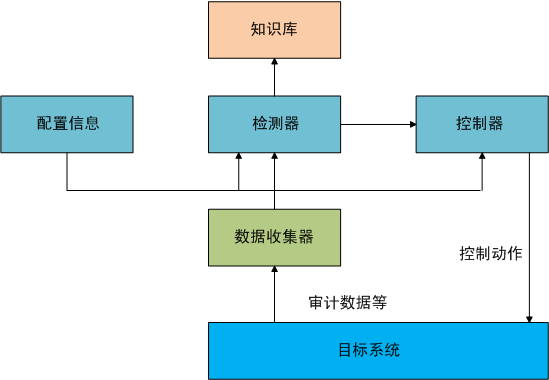 知识库
配置信息
检测器
控制器
数据收集器
控制动作
审计数据等
目标系统